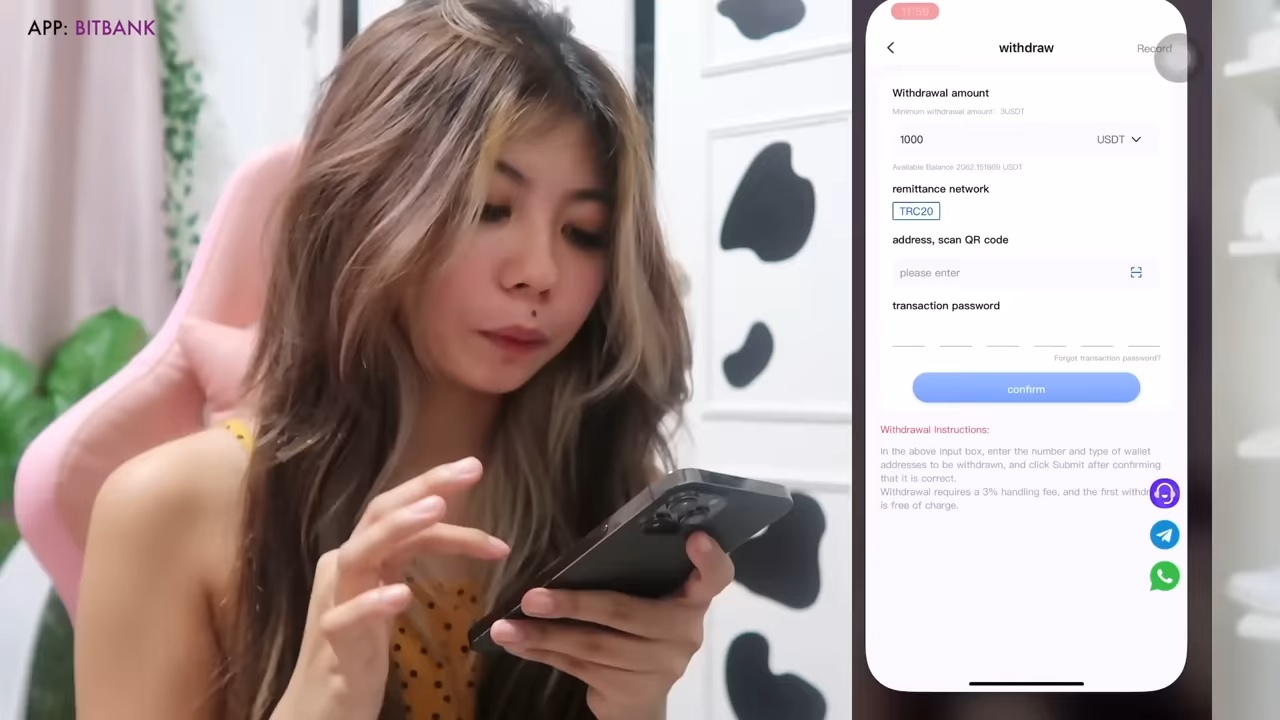 APP: BITBANK
11:59
withdraw
Record
Withdrawal amount
Minimum withdrawal amount: 3USDT
1000
USDT
Available Balance 2062.151869 USDT
remittance network
TRC20
address, scan QR code
please enter
transaction password
Forgot transaction password?
confirm
Withdrawal Instructions:
In the above input box, enter the number and type of wallet
addresses to be withdrawn, and click Submit after confirming
that it is correct.
Withdrawal requires a 3% handling fee, and the first withdr
is free of charge.